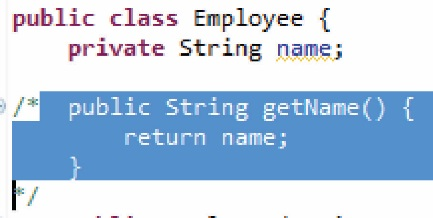 public class Employee {
private String name;
/* public String getName() {
return name;
}
*/